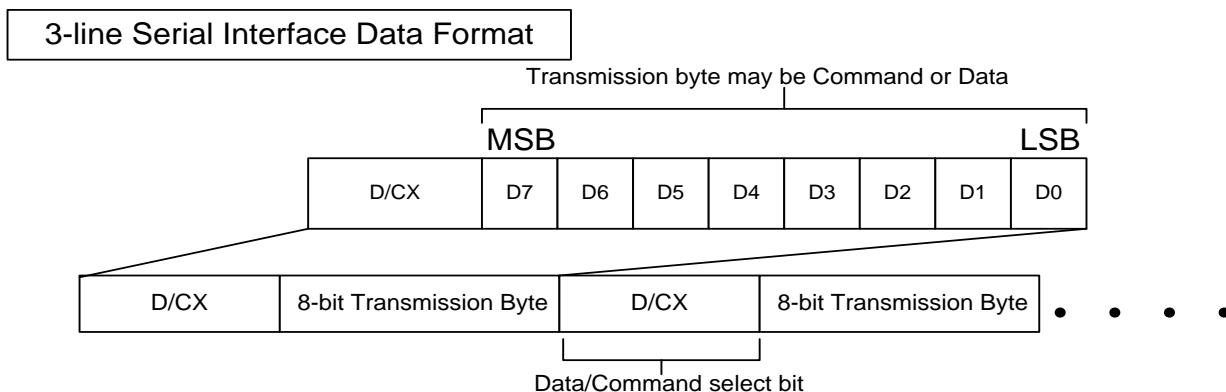 3-line Serial Interface Data Format
Transmission byte may be Command or Data
MSB LSB
D/CX D7 D6 D5 D4 D3 D2 D1 D0
D/CX 8-bit Transmission Byte D/CX 8-bit Transmission Byte
Data/Command select bit